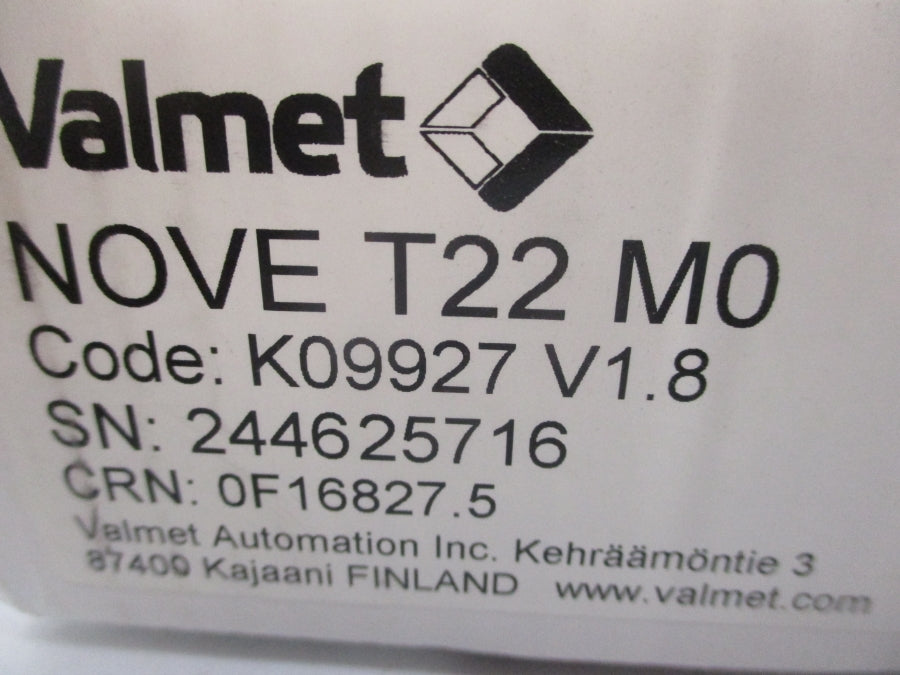 Valmet
NOVE T22 M0
Code: K09927 V1.8
SN: 244625716
CRN: 0F16827.5
Valmet Automation Inc. Kehräämöntie 3
87400 Kajaani FINLAND www.valmet.com